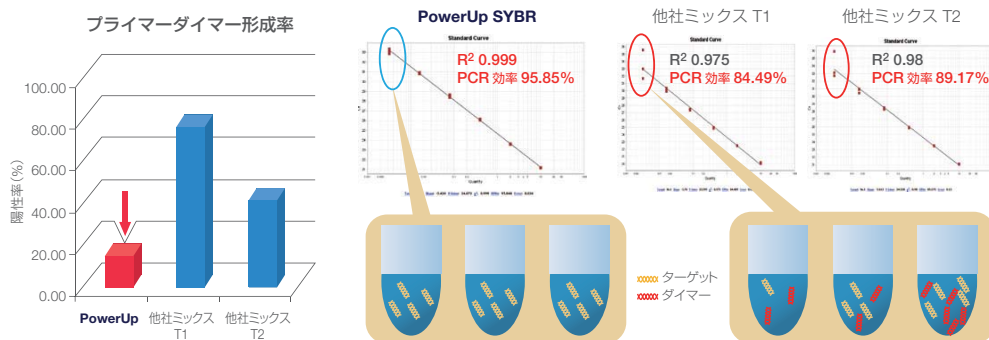 プライマーダイマー形成率
陽性率(%)
100.00
80.00
60.00
40.00
20.00
0.00
PowerUp
他社ミックス
T1
他社ミックス
T2
PowerUp SYBR
Standard Curve
R² 0.999
PCR 効率 95.85%
Quantity
他社ミックス T1
Standard Curve
R² 0.975
PCR 効率 84.49%
Quantity
他社ミックス T2
Standard Curve
R² 0.98
PCR 効率 89.17%
Quantity
ターゲット
ダイマー